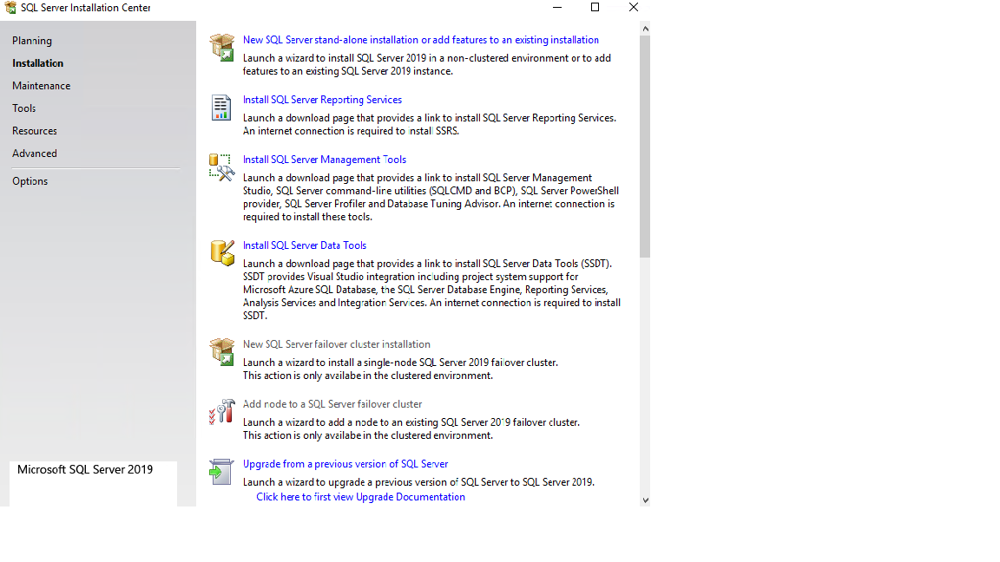 SQL Server Installation Center
Planning
Installation
Maintenance
Tools
Resources
Advanced
Options
Microsoft SQL Server 2019
New SQL Server stand-alone installation or add features to an existing installation
Launch a wizard to install SQL Server 2019 in a non-clustered environment or to add
features to an existing SQL Server 2019 instance.
Install SQL Server Reporting Services
Launch a download page that provides a link to install SQL Server Reporting Services.
An internet connection is required to install SSRS.
Install SQL Server Management Tools
Launch a download page that provides a link to install SQL Server Management
Studio, SQL Server command-line utilities (SQLCMD and BCP), SQL Server PowerShell
provider, SQL Server Profiler and Database Tuning Advisor. An internet connection is
required to install these tools.
Install SQL Server Data Tools
Launch a download page that provides a link to install SQL Server Data Tools (SSDT).
SSDT provides Visual Studio integration including project system support for
Microsoft Azure SQL Database, the SQL Server Database Engine, Reporting Services,
Analysis Services and Integration Services. An internet connection is required to install
SSDT.
New SQL Server failover cluster installation
Launch a wizard to install a single-node SQL Server 2019 failover cluster.
This action is only availabe in the clustered environment.
Add node to a SQL Server failover cluster
Launch a wizard to add a node to an existing SQL Server 2019 failover cluster.
This action is only availabe in the clustered environment.
Upgrade from a previous version of SQL Server
Launch a wizard to upgrade a previous version of SQL Server to SQL Server 2019.
Click here to first view Upgrade Documentation